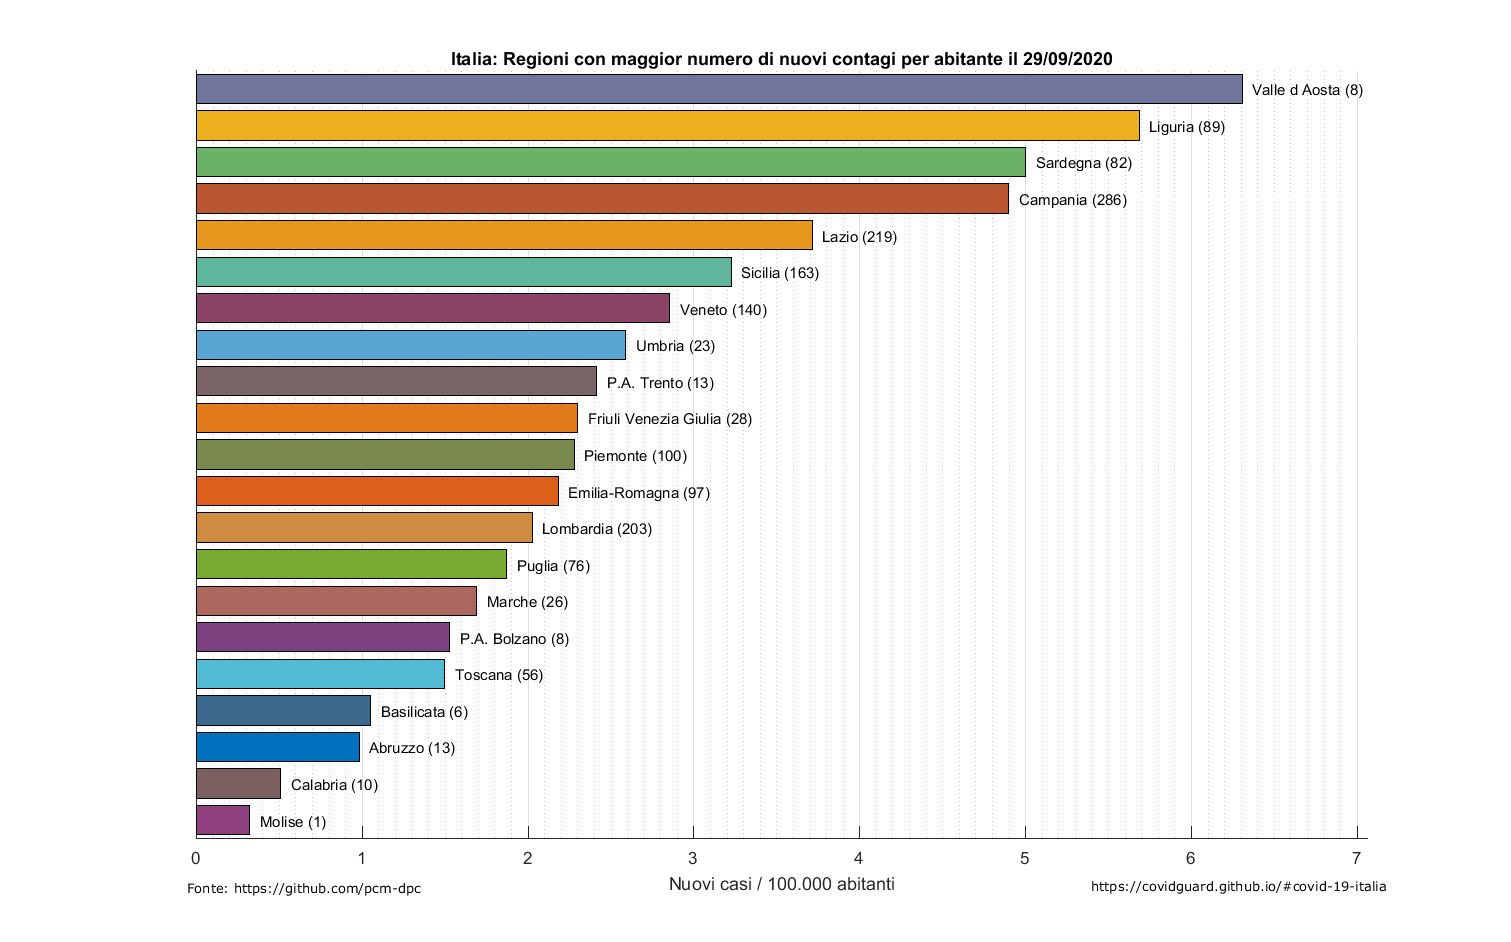 Italia: Regioni con maggior numero di nuovi contagi per abitante il 29/09/2020
Valle d Aosta (8)
Liguria (89)
Sardegna (82)
Campania (286)
Lazio (219)
Sicilia (163)
Veneto (140)
Umbria (23)
P.A. Trento (13)
Friuli Venezia Giulia (28)
Piemonte (100)
Emilia-Romagna (97)
Lombardia (203)
Puglia (76)
Marche (26)
P.A. Bolzano (8)
Toscana (56)
Basilicata (6)
Abruzzo (13)
Calabria (10)
Molise (1)
0 1 2 3 4 5 6 7
Nuovi casi / 100.000 abitanti
Fonte: https://github.com/pcm-dpc
https://covidguard.github.io/#covid-19-italia